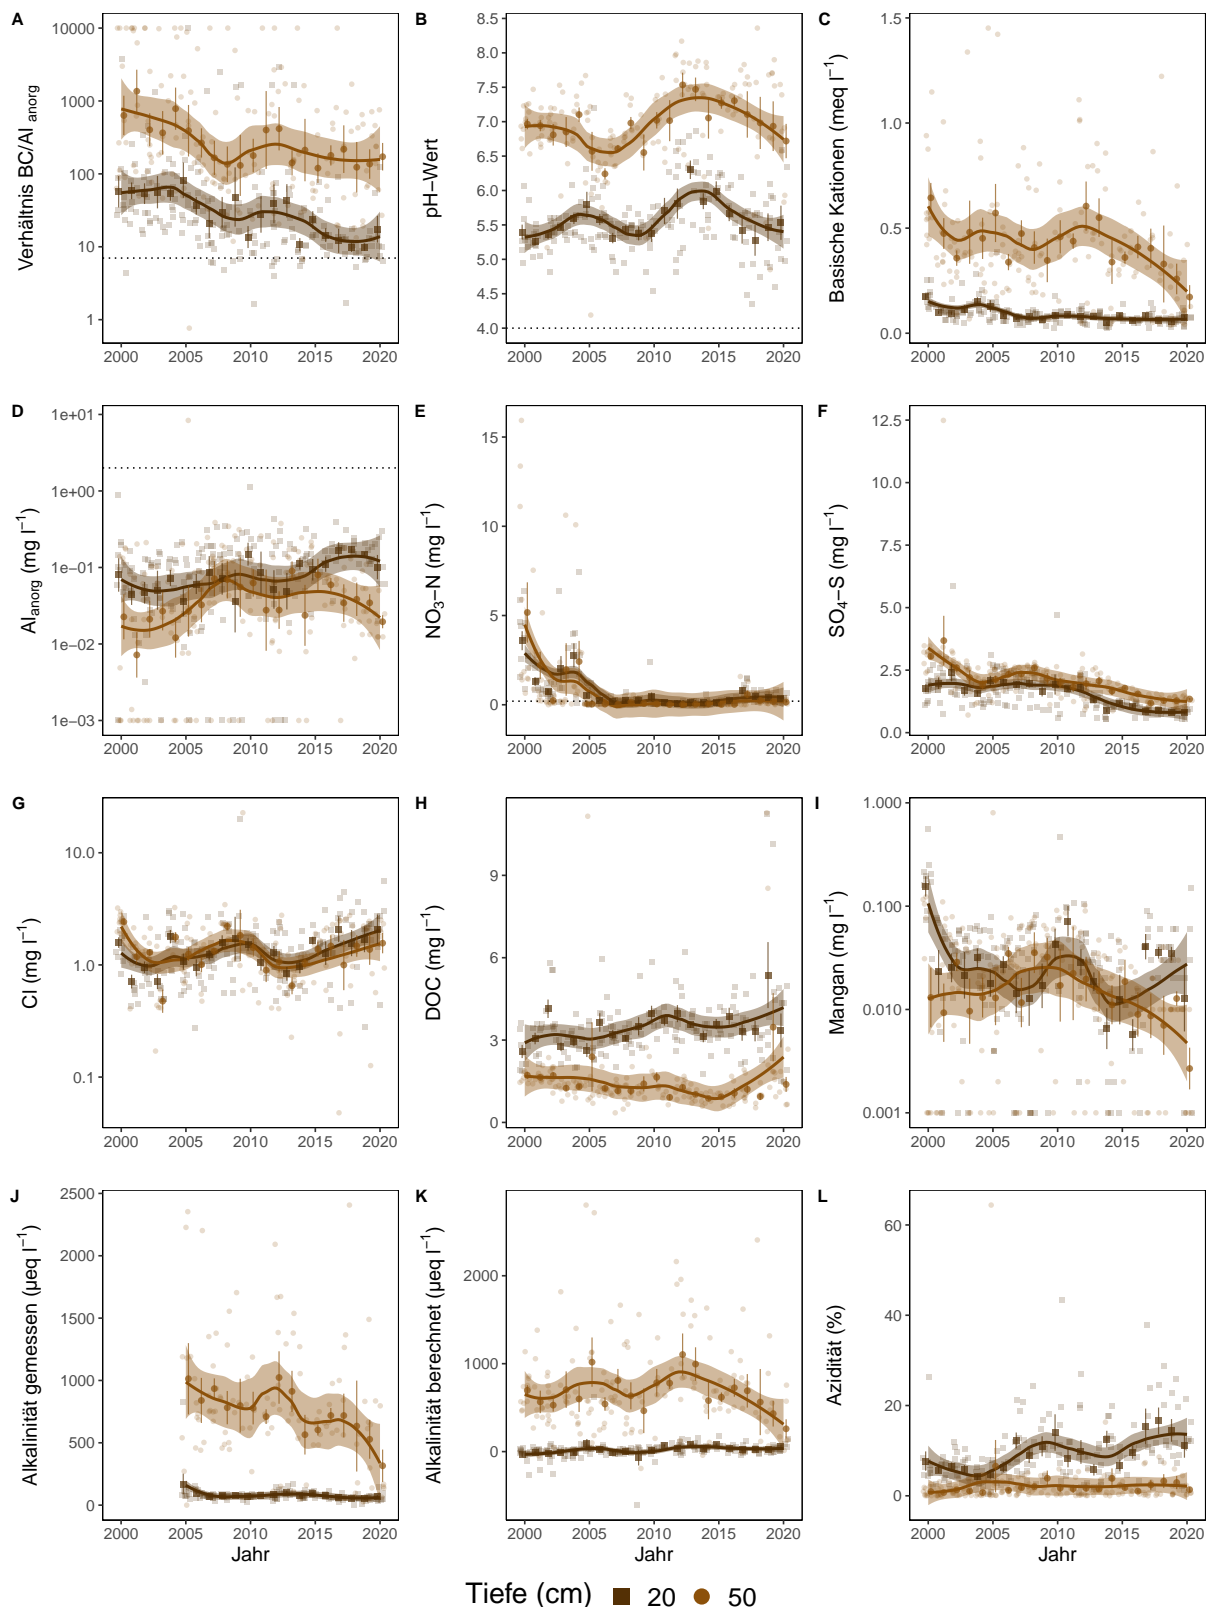 A
Verhältnis BC/Al anorg
10000
1000
100
10
1
2000 2005 2010 2015 2020
B
pH−Wert
8.5
8.0
7.5
7.0
6.5
6.0
5.5
5.0
4.5
4.0
2000 2005 2010 2015 2020
C
Basische Kationen (meq l⁻¹)
1.5
1.0
0.5
0.0
2000 2005 2010 2015 2020
D
Al anorg (mg l⁻¹)
1e+01
1e+00
1e−01
1e−02
1e−03
2000 2005 2010 2015 2020
E
NO₃−N (mg l⁻¹)
15
10
5
0
2000 2005 2010 2015 2020
F
SO₄−S (mg l⁻¹)
12.5
10.0
7.5
5.0
2.5
0.0
2000 2005 2010 2015 2020
G
Cl (mg l⁻¹)
10.0
1.0
0.1
2000 2005 2010 2015 2020
H
DOC (mg l⁻¹)
9
6
3
0
2000 2005 2010 2015 2020
I
Mangan (mg l⁻¹)
1.000
0.100
0.010
0.001
2000 2005 2010 2015 2020
J
Alkalinität gemessen (µeq l⁻¹)
2500
2000
1500
1000
500
0
2000 2005 2010 2015 2020
Jahr
K
Alkalinität berechnet (µeq l⁻¹)
2000
1000
0
2000 2005 2010 2015 2020
L
Azidität (%)
60
40
20
0
2000 2005 2010 2015 2020
Jahr
Tiefe (cm) 20 50